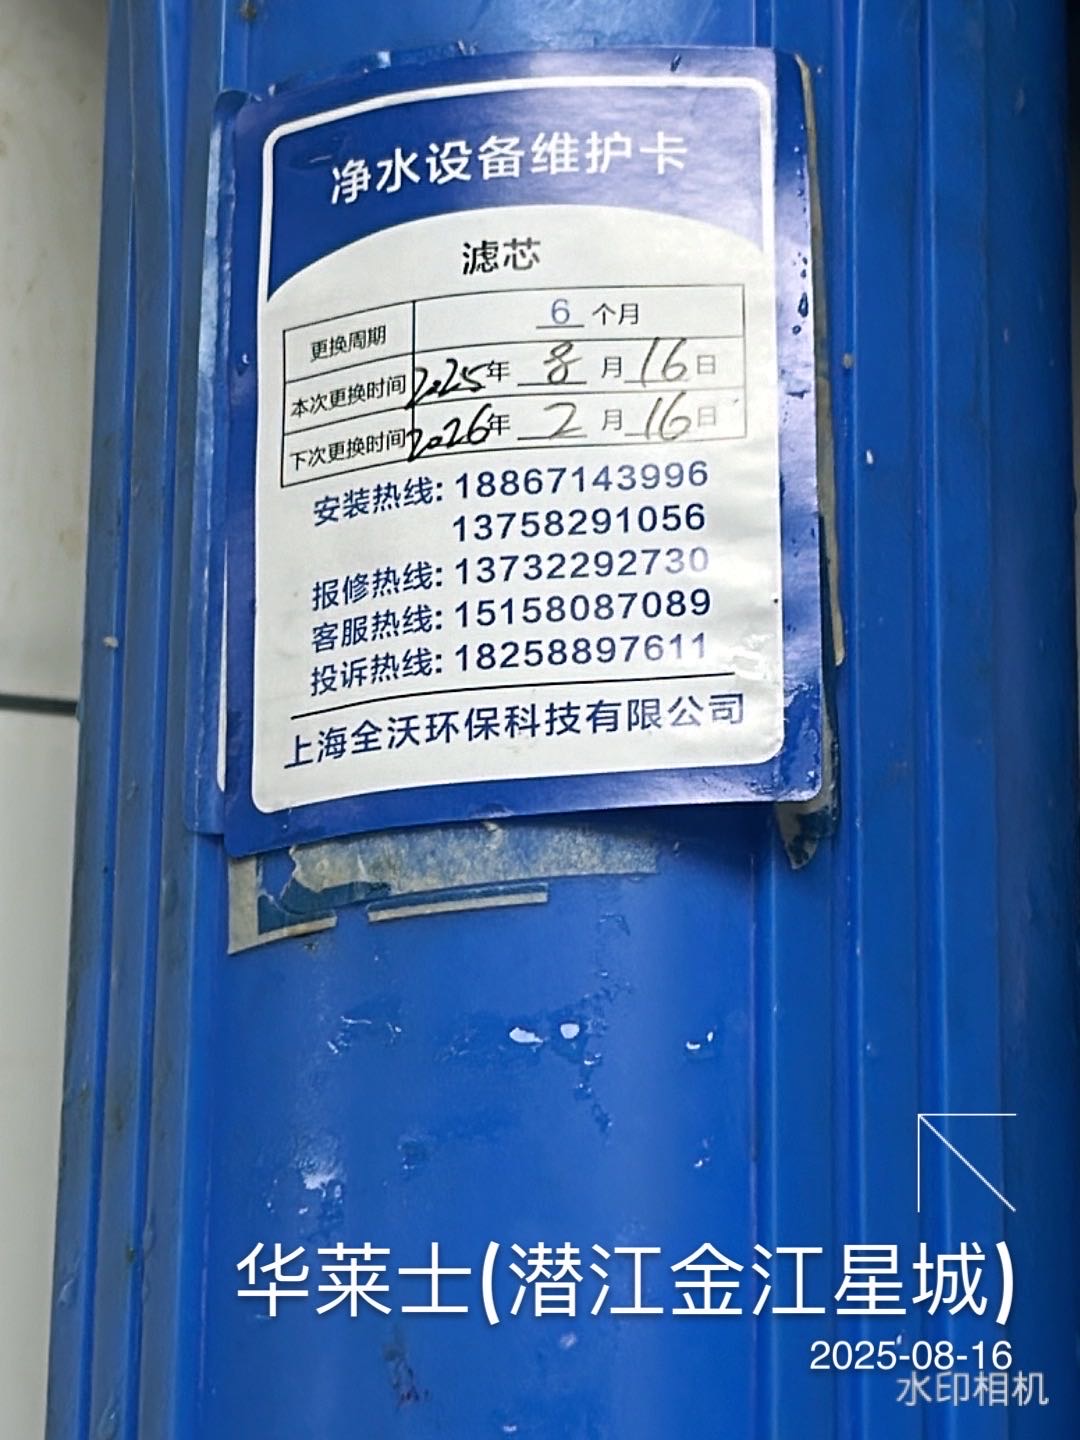 净水设备维护卡
滤芯
更换周期 6 个月
本次更换时间 2025年 8 月 16 日
下次更换时间 2026年 2 月 16 日
安装热线: 18867143996
13758291056
报修热线: 13732292730
客服热线: 15158087089
投诉热线: 18258897611
上海全沃环保科技有限公司
华莱士(潜江金江星城)
2025-08-16
水印相机